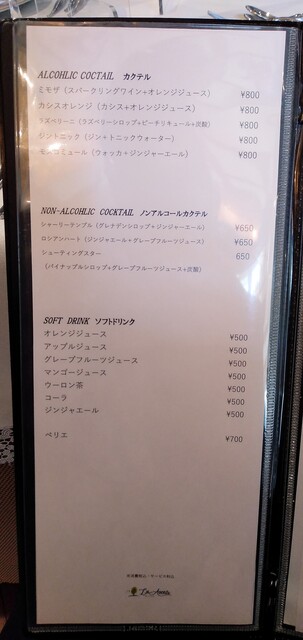 ALCOHLIC COCTAIL カクテル
ミモザ（スパークリングワイン+オレンジジュース） ¥800
カシスオレンジ（カシス+オレンジジュース） ¥800
ラズベリーニ（ラズベリーシロップ+ピーチリキュール+炭酸） ¥800
ジントニック（ジン+トニックウォーター） ¥800
モスコミュール（ウォッカ+ジンジャーエール） ¥800
NON-ALCOHLIC COCKTAIL ノンアルコールカクテル
シャーリーテンプル（グレナデンシロップ+ジンジャーエール） ¥650
ロシアンハート（ジンジャエール+グレープフルーツジュース） ¥650
シューティングスター 650
（パイナップルシロップ+グレープフルーツジュース+炭酸）
SOFT DRINK ソフトドリンク
オレンジジュース ¥500
アップルジュース ¥500
グレープフルーツジュース ¥500
マンゴージュース ¥500
ウーロン茶 ¥500
コーラ ¥500
ジンジャエール ¥500
ペリエ ¥700